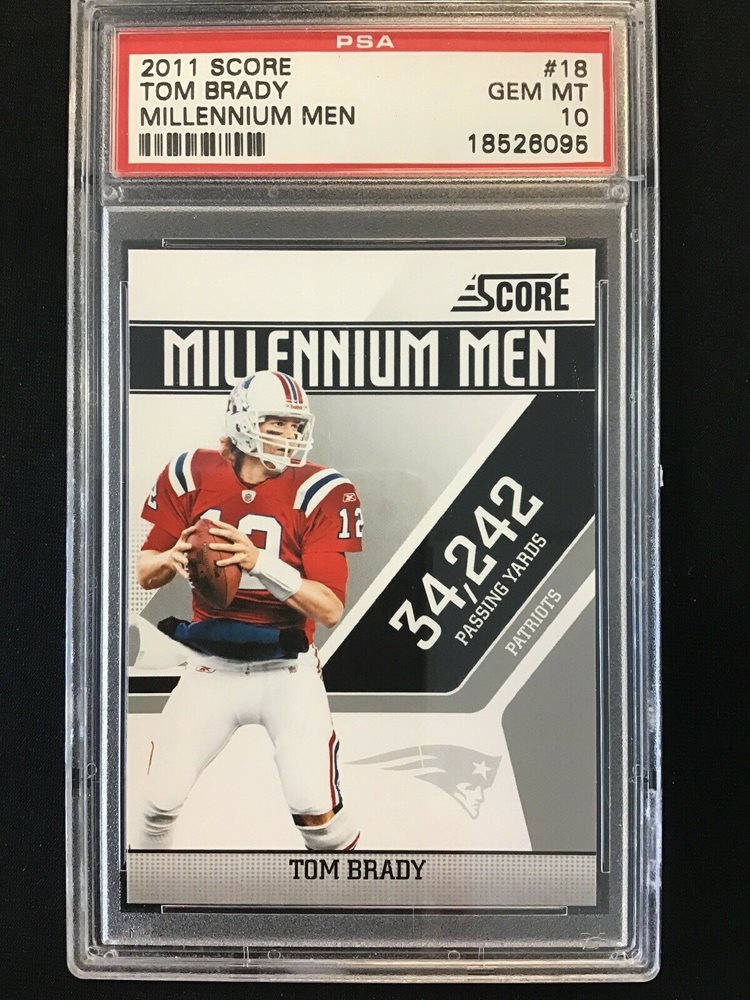 PSA
2011 SCORE #18
TOM BRADY GEM MT
MILLENNIUM MEN 10
18526095
SCORE
MILLENNIUM MEN
12
12
34,242
PASSING YARDS
PATRIOTS
TOM BRADY